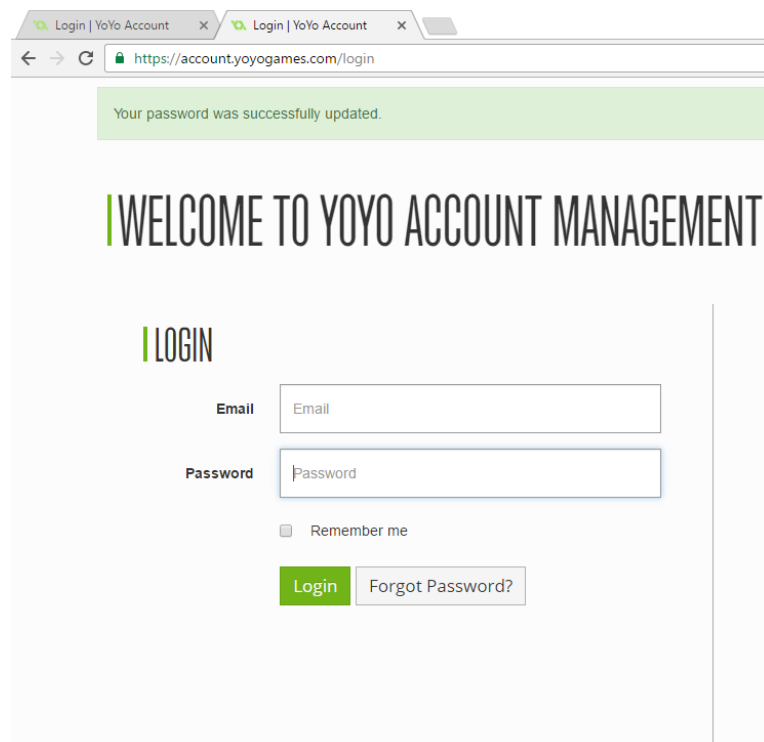 Login | YoYo Account
Login | YoYo Account
https://account.yoyogames.com/login
Your password was successfully updated.
WELCOME TO YOYO ACCOUNT MANAGEMENT
LOGIN
Email Email
Password Password
Remember me
Login Forgot Password?